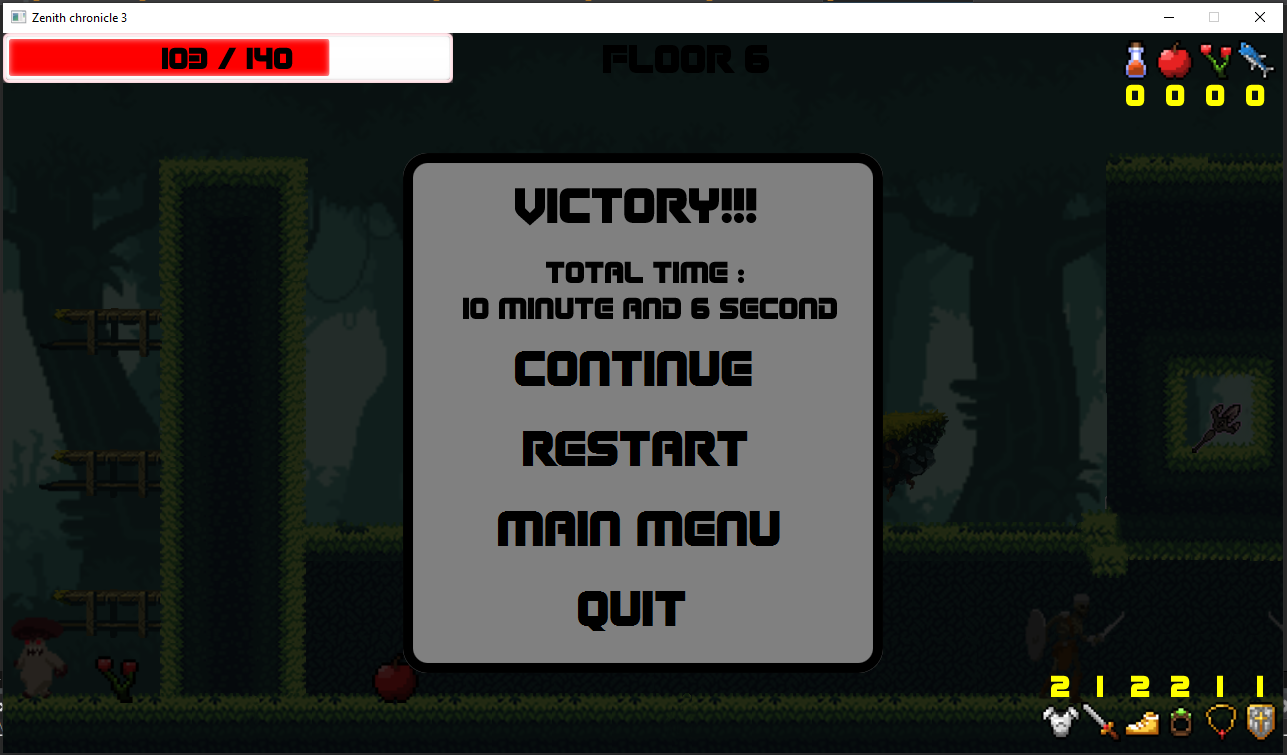 Zenith chronicle 3
103 / 140
FLOOR 6
0 0 0 0
VICTORY!!!
TOTAL TIME :
10 MINUTE AND 6 SECOND
CONTINUE
RESTART
MAIN MENU
QUIT
2 1 2 2 1 1